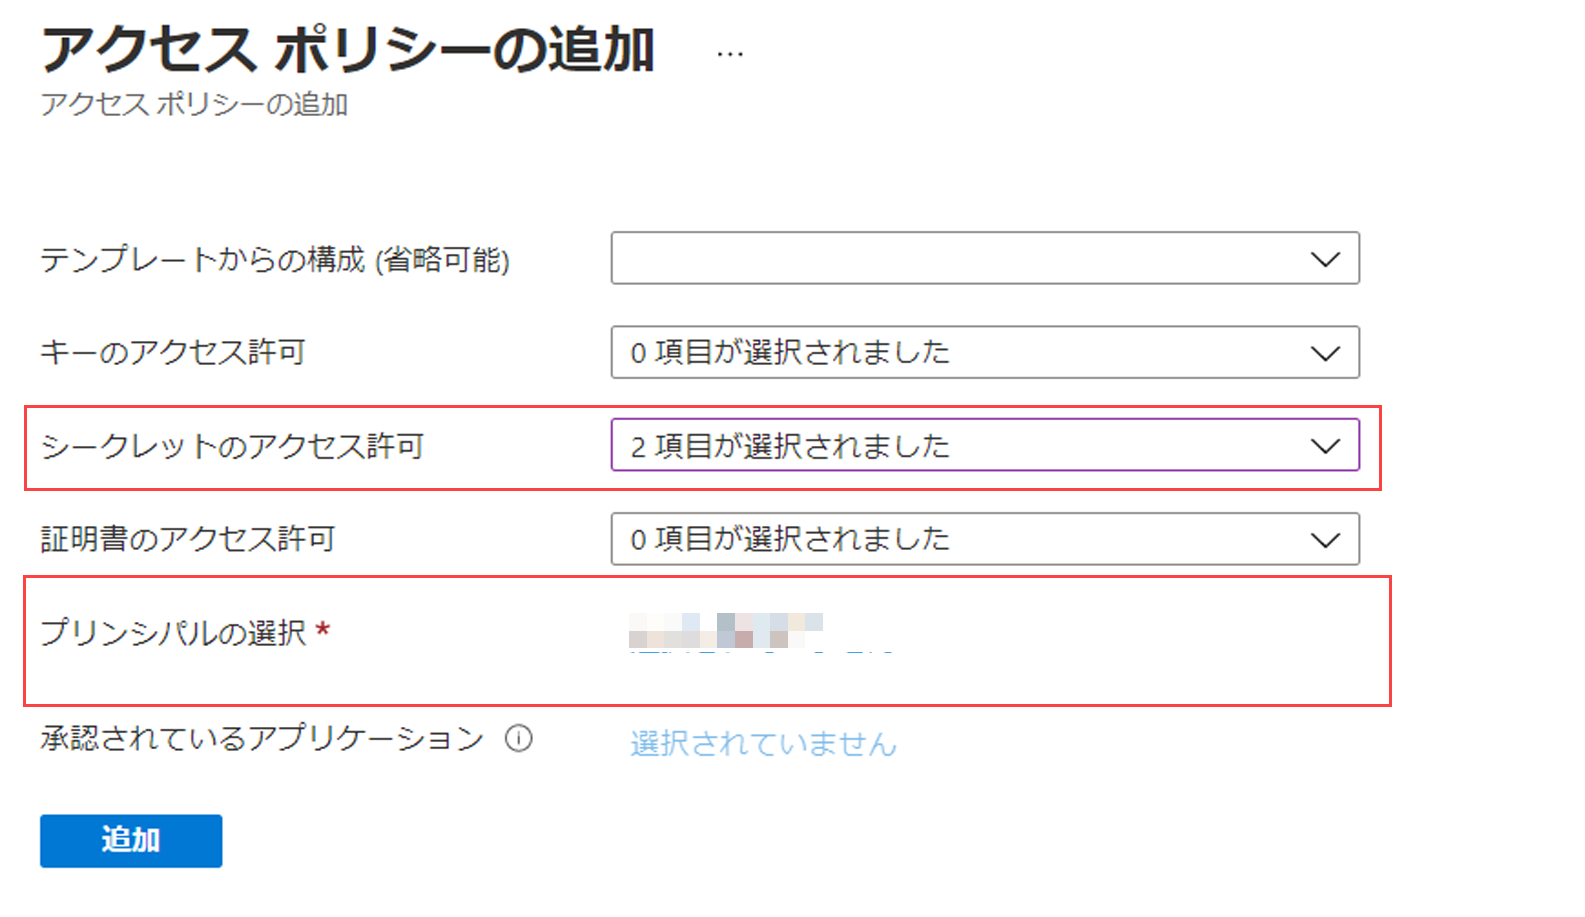 アクセス ポリシーの追加 …
アクセス ポリシーの追加
テンプレートからの構成 (省略可能)
キーのアクセス許可 0 項目が選択されました
シークレットのアクセス許可 2 項目が選択されました
証明書のアクセス許可 0 項目が選択されました
プリンシパルの選択 *
承認されているアプリケーション 選択されていません
追加